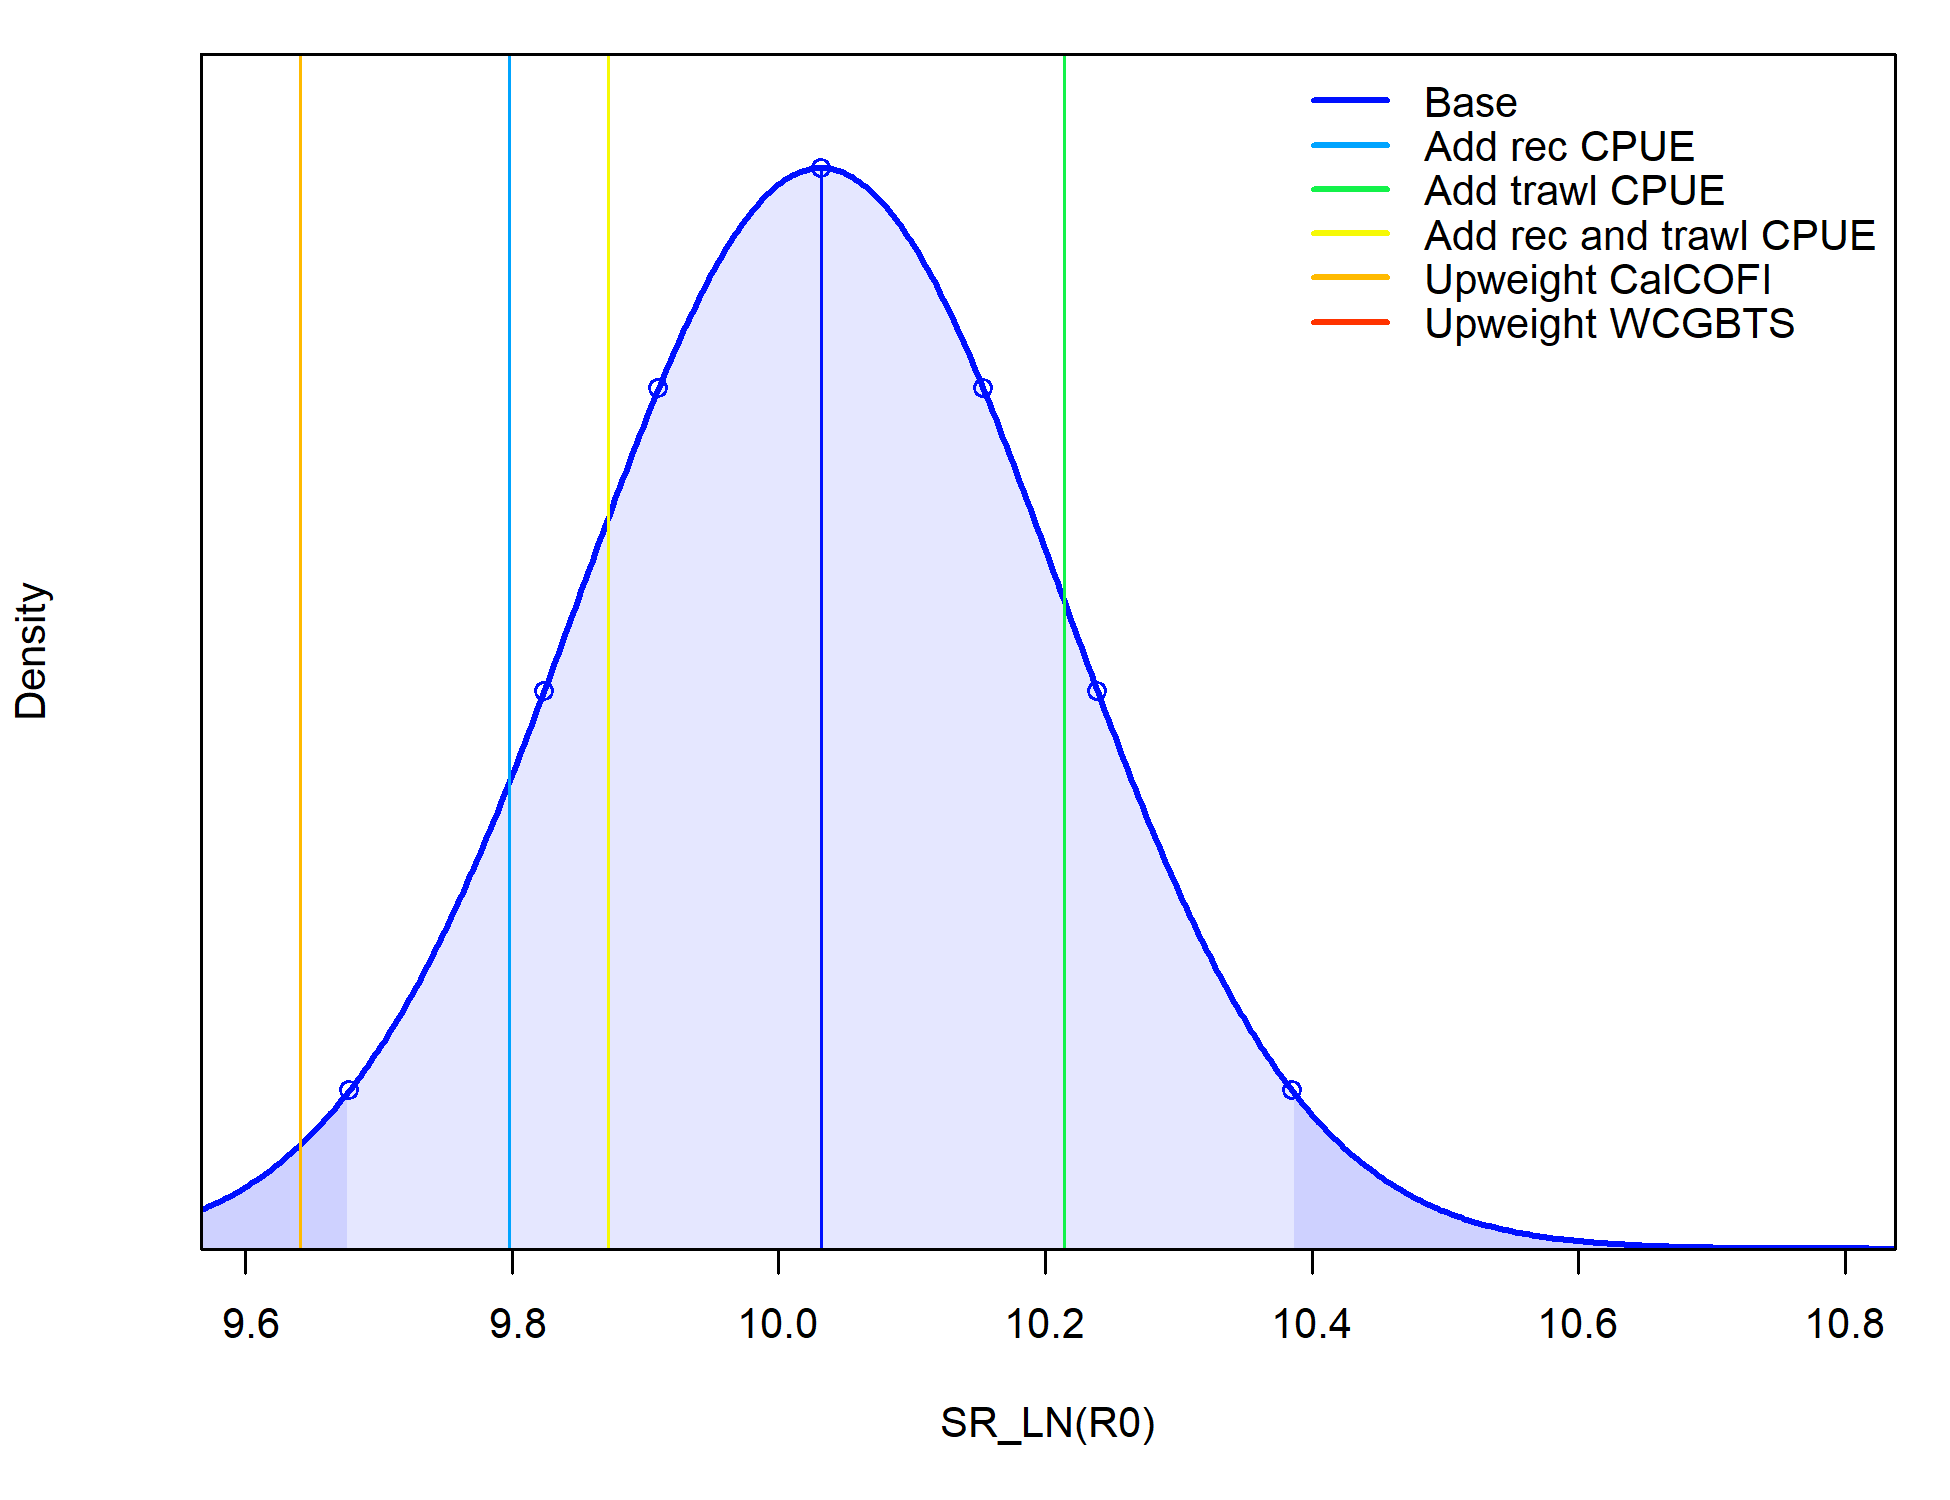 Base
Add rec CPUE
Add trawl CPUE
Add rec and trawl CPUE
Upweight CalCOFI
Upweight WCGBTS
Density
9.6 9.8 10.0 10.2 10.4 10.6 10.8
SR_LN(R0)